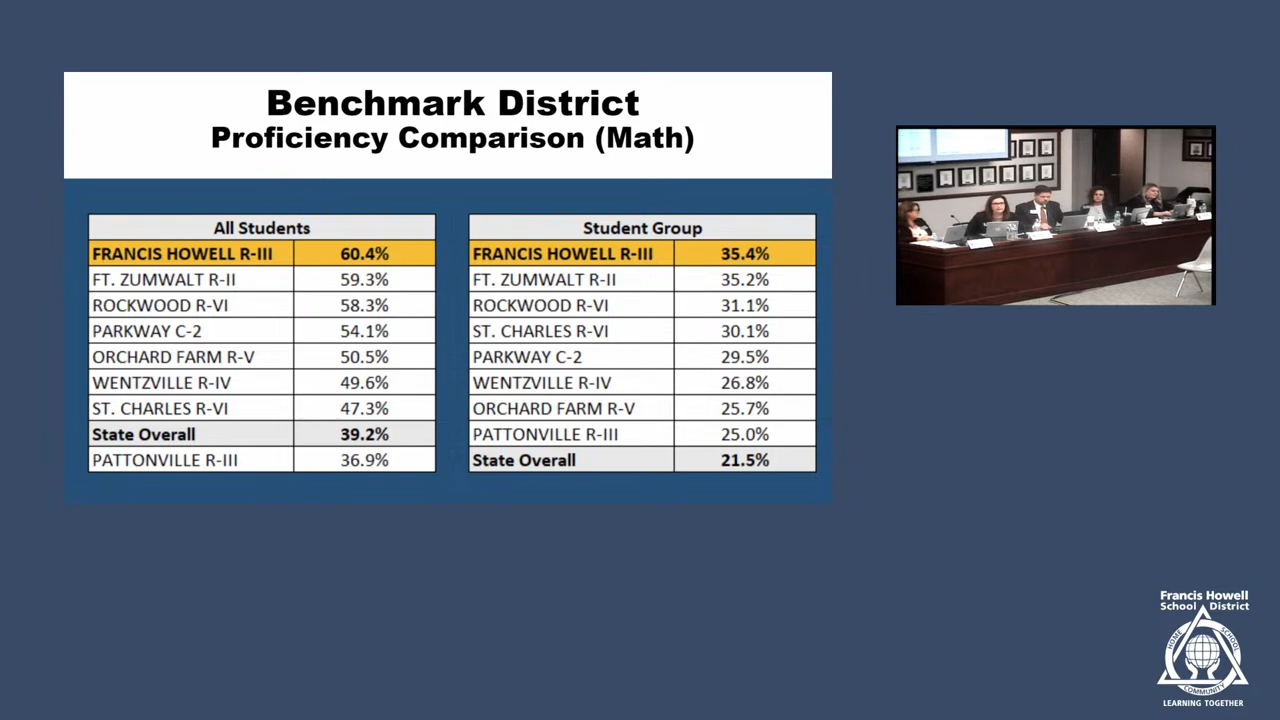 Benchmark District
Proficiency Comparison (Math)
All Students
FRANCIS HOWELL R-III 60.4%
FT. ZUMWALT R-II 59.3%
ROCKWOOD R-VI 58.3%
PARKWAY C-2 54.1%
ORCHARD FARM R-V 50.5%
WENTZVILLE R-IV 49.6%
ST. CHARLES R-VI 47.3%
State Overall 39.2%
PATTONVILLE R-III 36.9%
Student Group
FRANCIS HOWELL R-III 35.4%
FT. ZUMWALT R-II 35.2%
ROCKWOOD R-VI 31.1%
ST. CHARLES R-VI 30.1%
PARKWAY C-2 29.5%
WENTZVILLE R-IV 26.8%
ORCHARD FARM R-V 25.7%
PATTONVILLE R-III 25.0%
State Overall 21.5%
Francis Howell
School District
HOME
SCHOOL
COMMUNITY
LEARNING TOGETHER